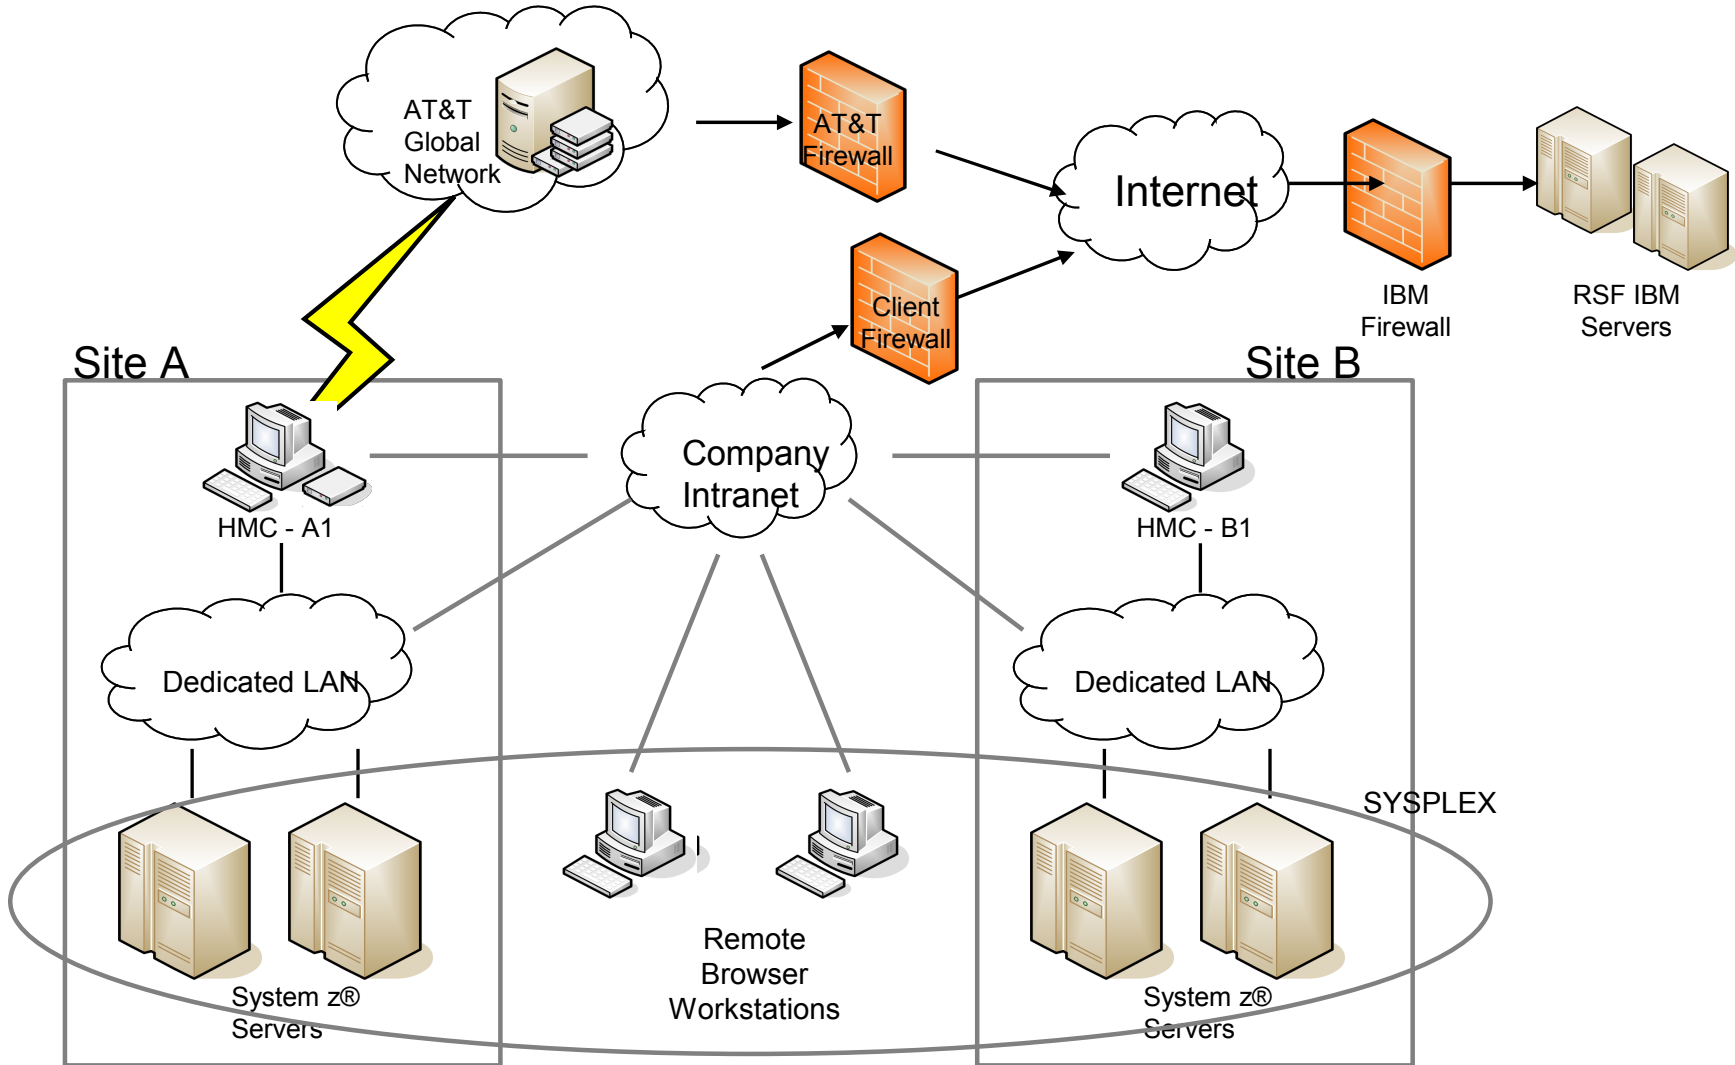 AT&T
Global
Network
AT&T
Firewall
Internet
IBM
Firewall
RSF IBM
Servers
Client
Firewall
Site A
Site B
Company
Intranet
HMC - A1
HMC - B1
Dedicated LAN
Dedicated LAN
SYSPLEX
Remote
Browser
Workstations
System z®
Servers
System z®
Servers